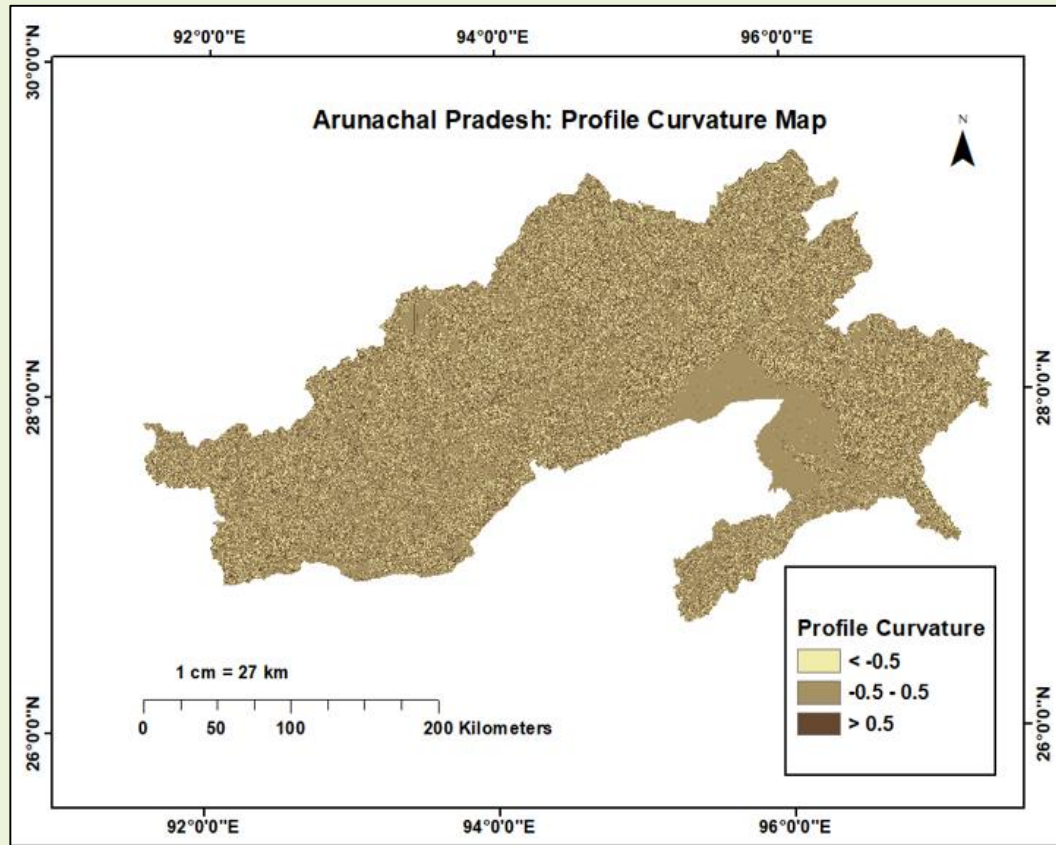 92°0'0"E 94°0'0"E 96°0'0"E
30°0'0"N
Arunachal Pradesh: Profile Curvature Map
N
28°0'0"N
28°0'0"N
Profile Curvature
< -0.5
-0.5 - 0.5
> 0.5
1 cm = 27 km
0 50 100 200 Kilometers
26°0'0"N
26°0'0"N
92°0'0"E 94°0'0"E 96°0'0"E